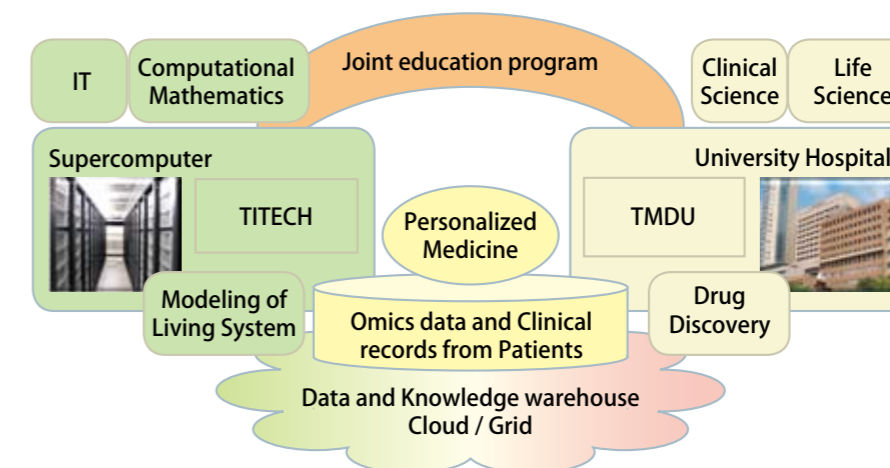 Joint education program
IT
Computational
Mathematics
Clinical
Science
Life
Science
Supercomputer
TITECH
University Hospital
TMDU
Personalized
Medicine
Modeling of
Living System
Omics data and Clinical
records from Patients
Drug
Discovery
Data and Knowledge warehouse
Cloud / Grid